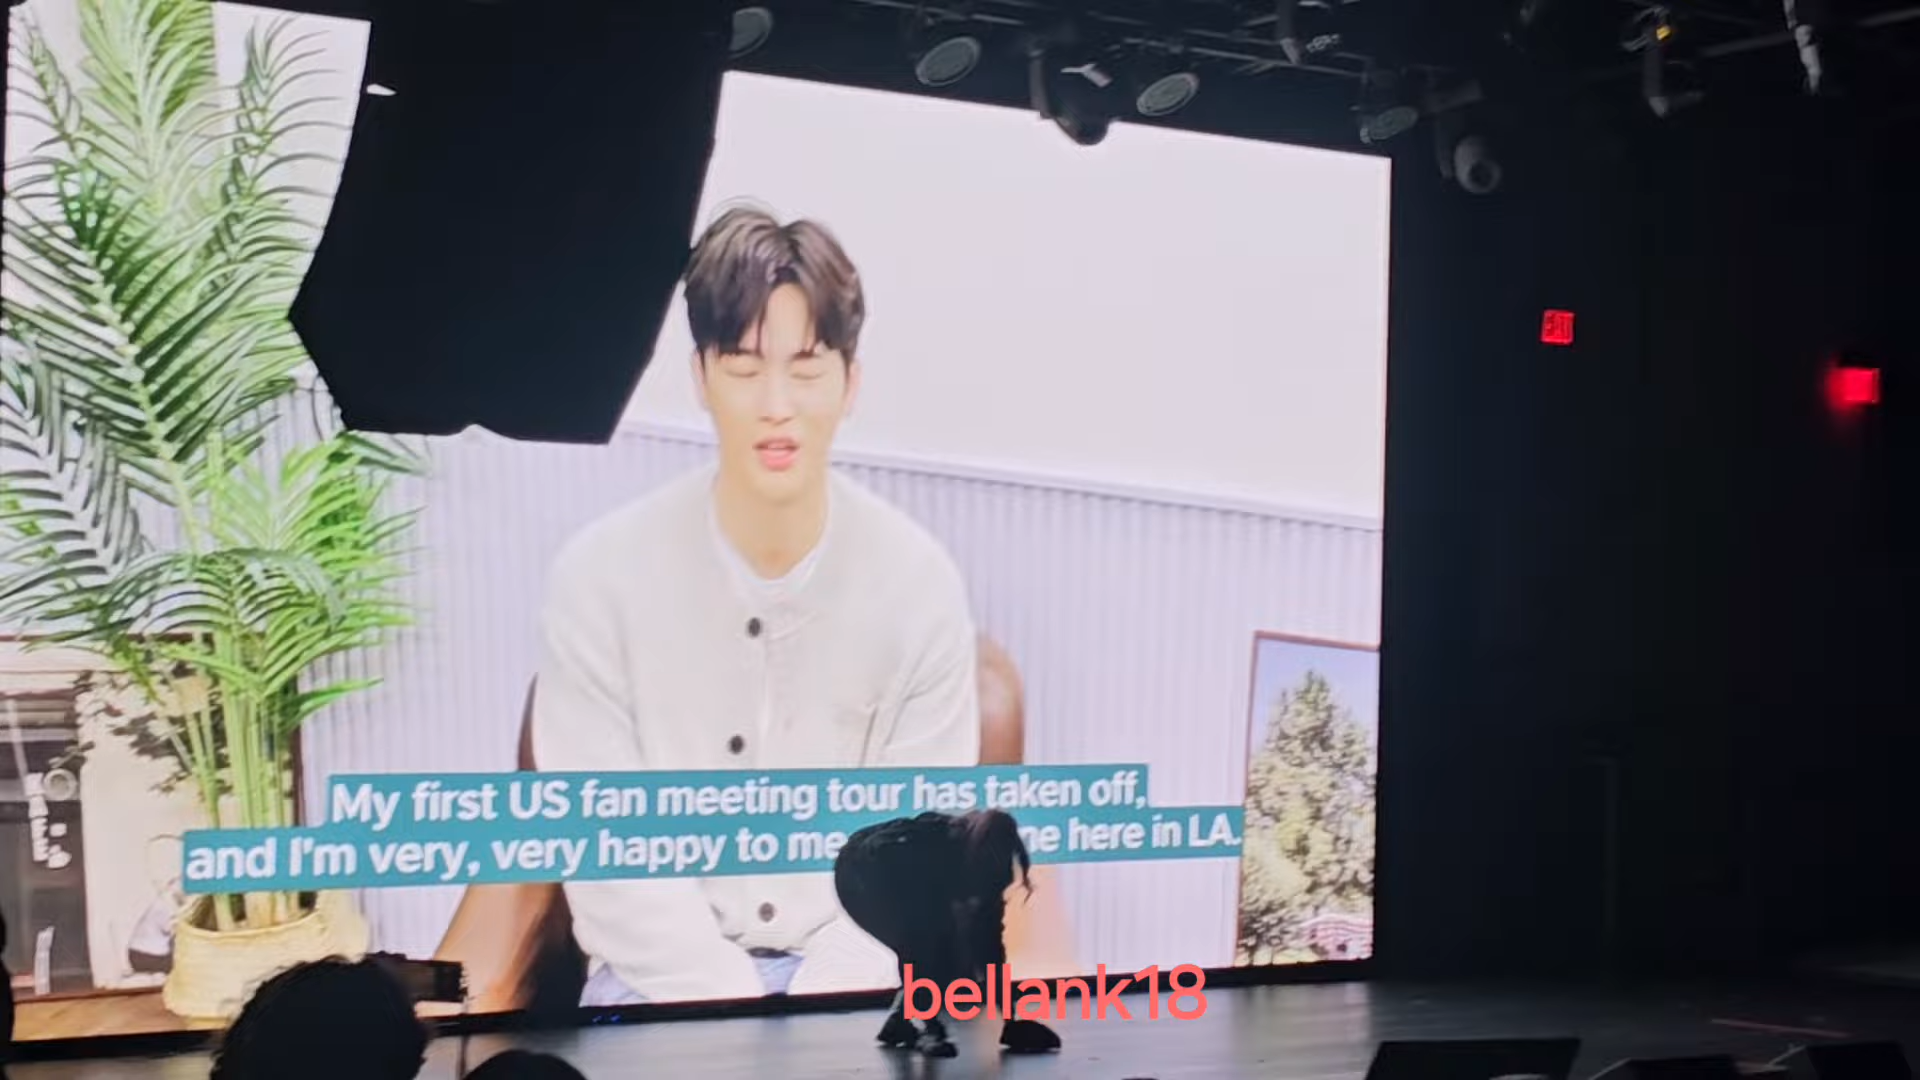 EXIT
My first US fan meeting tour has taken off,
and I'm very, very happy to me ne here in LA.
bellank18